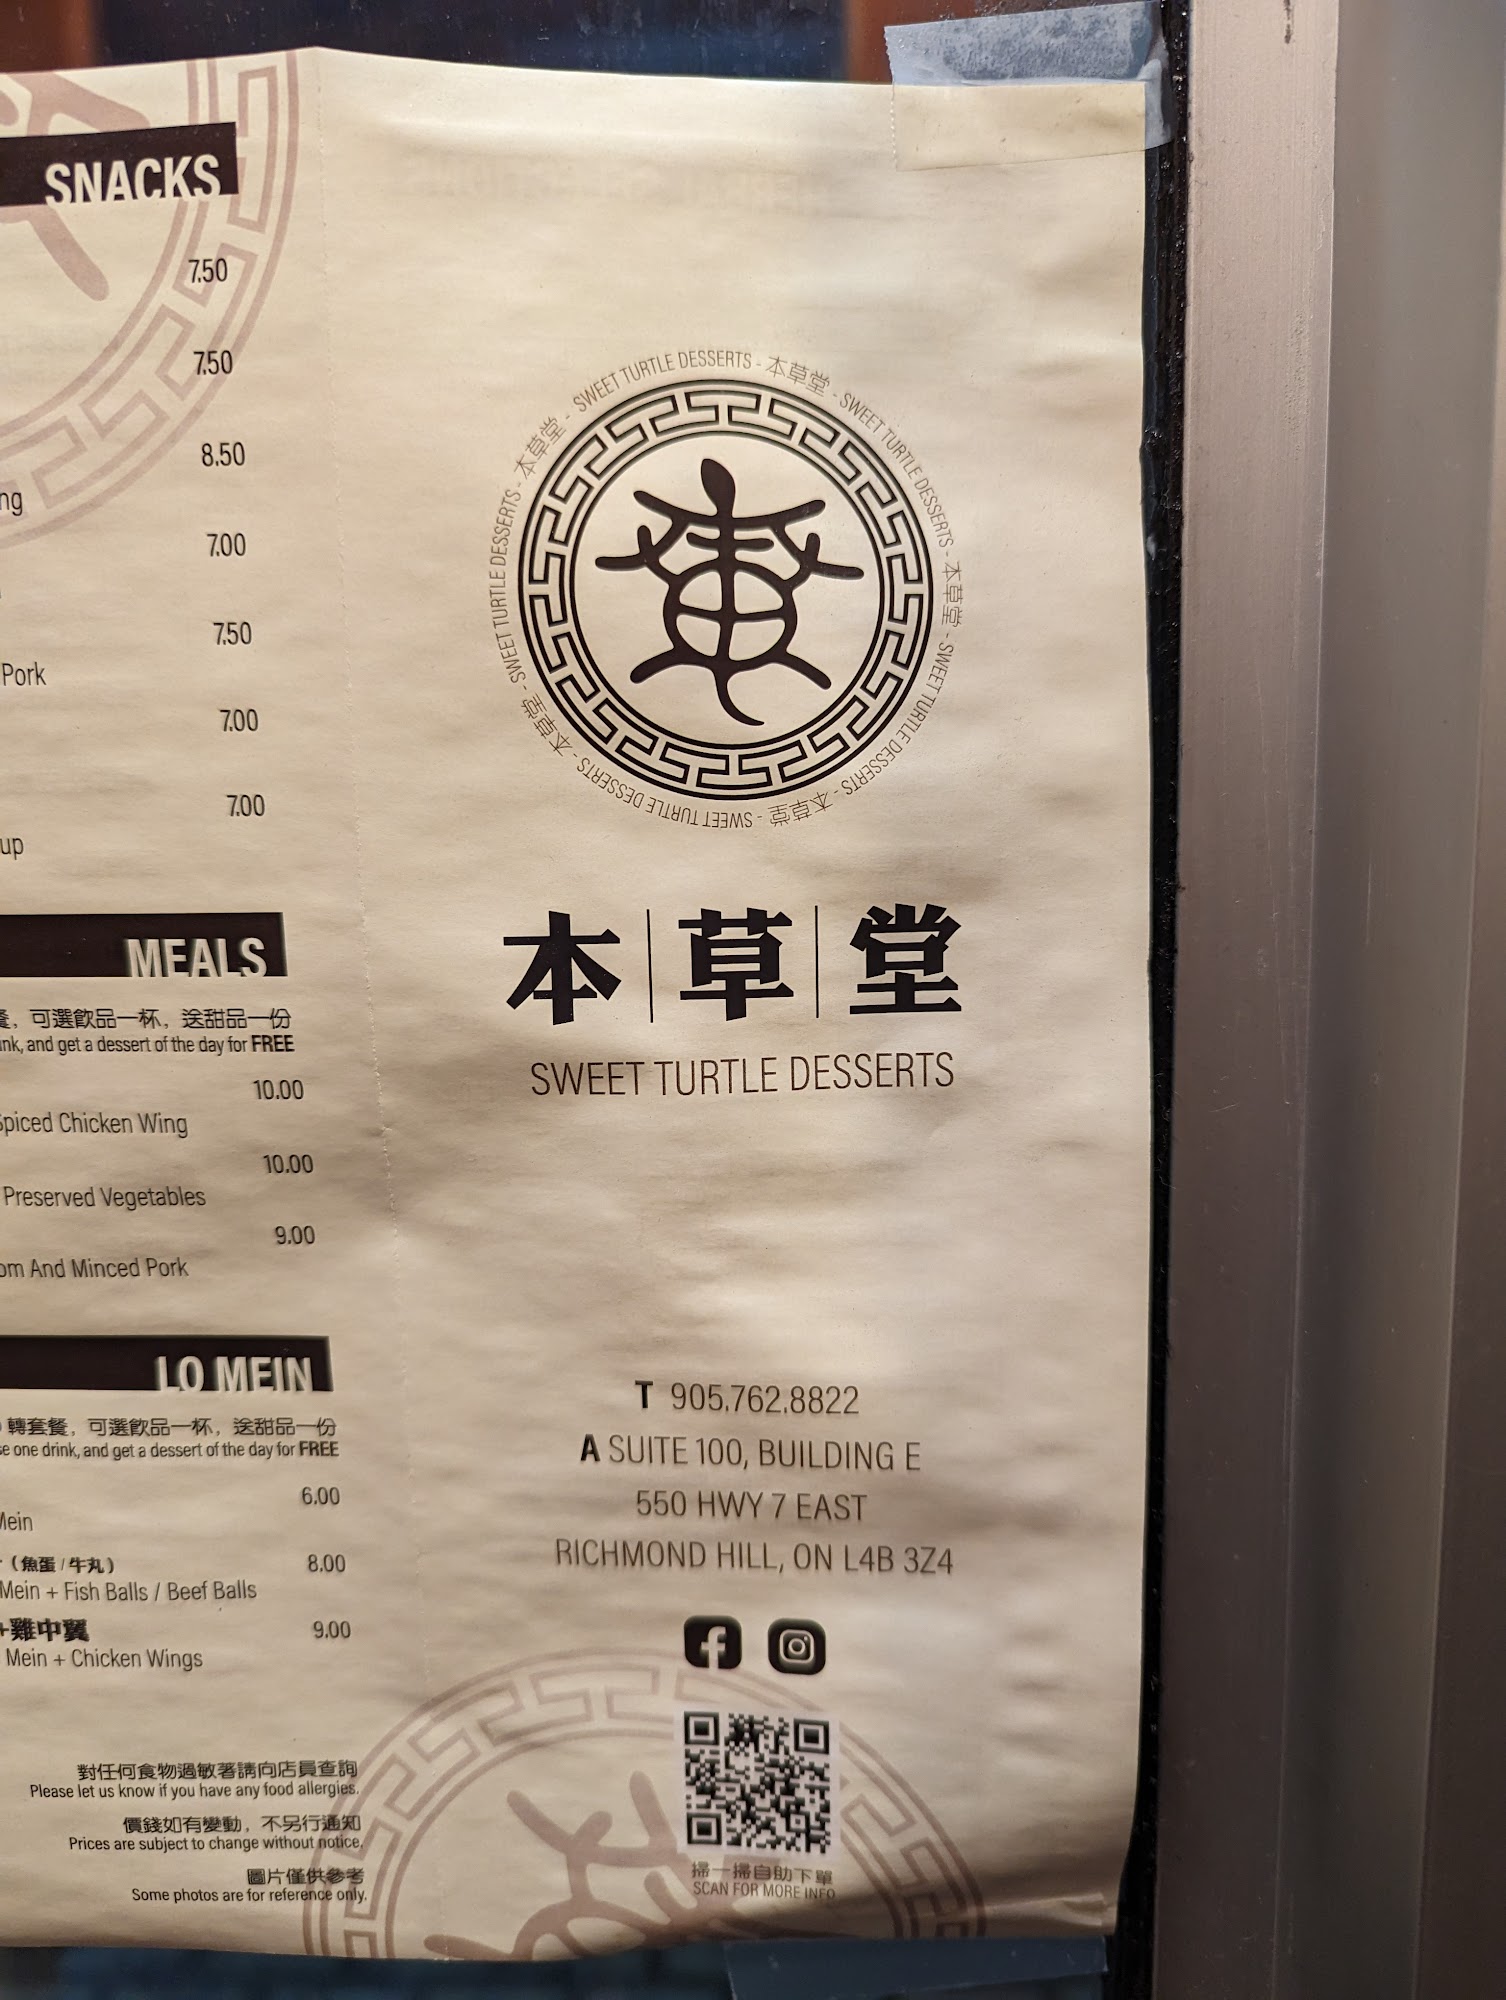 SNACKS
7.50
7.50
8.50
ng
7.00
7.50
Pork
7.00
7.00
up
MEALS
餐，可選飲品一杯，送甜品一份
nk, and get a dessert of the day for FREE
10.00
Spiced Chicken Wing
10.00
Preserved Vegetables
9.00
om And Minced Pork
LO MEIN
轉套餐，可選飲品一杯，送甜品一份
se one drink, and get a dessert of the day for FREE
6.00
Mein
(魚蛋/牛丸) 8.00
Mein + Fish Balls / Beef Balls
+雞中翼 9.00
Mein + Chicken Wings
對任何食物過敏著請向店員查詢
Please let us know if you have any food allergies.
價錢如有變動，不另行通知
Prices are subject to change without notice.
圖片僅供參考
Some photos are for reference only.
SWEET TURTLE DESSERTS - 本草堂 - SWEET TURTLE DESSERTS - 本草堂 - SWEET TURTLE DESSERTS - 本草堂 - SWEET TURTLE DESSERTS - 本草堂 - SWEET TURTLE DESSERTS - 本草堂 -
本|草|堂
SWEET TURTLE DESSERTS
T 905.762.8822
A SUITE 100, BUILDING E
550 HWY 7 EAST
RICHMOND HILL, ON L4B 3Z4
掃一掃自助下單
SCAN FOR MORE INFO